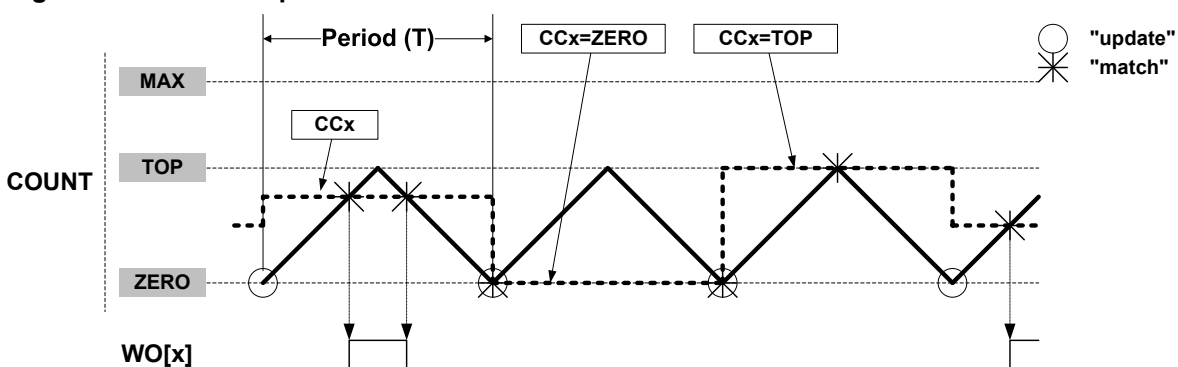 Period (T)
CCx=ZERO
CCx=TOP
"update"
"match"
MAX
CCx
TOP
COUNT
ZERO
WO[x]